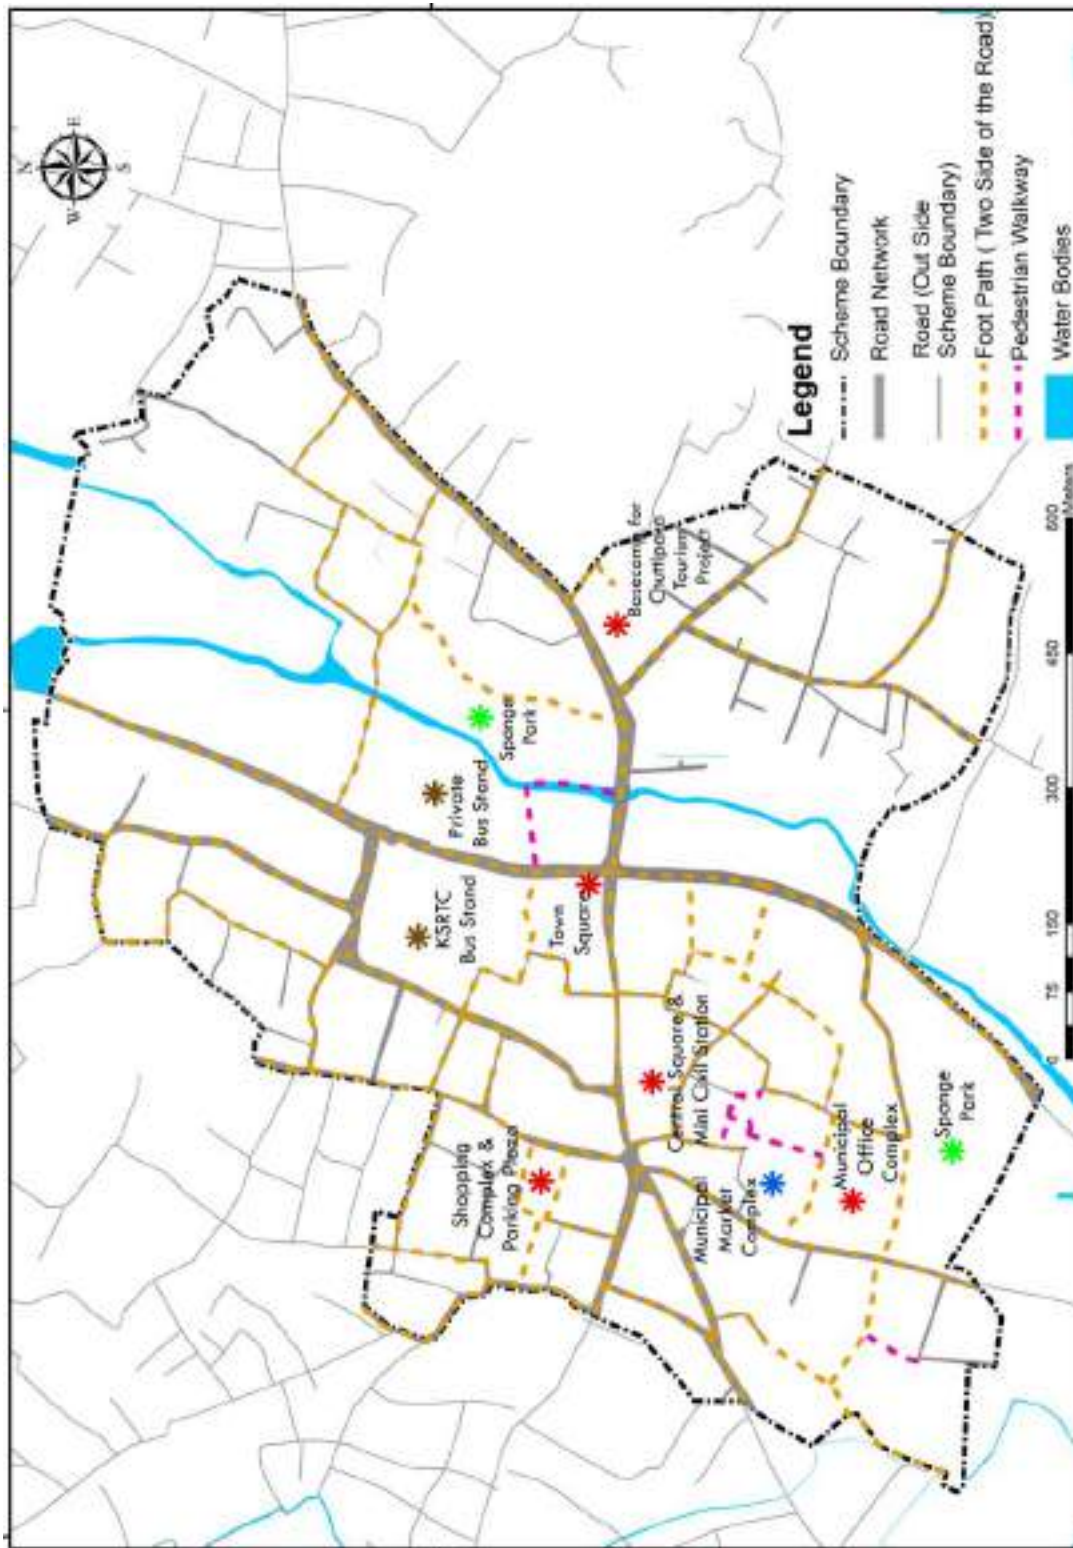 N
E
S
W
Shopping
Complex &
Parking Plaza
KSRTC
Bus Stand
Private
Bus Stand
Sponge
Park
Town
Square
Basecamp for
Chuttipara
Tourism
Project
Central Square &
Mini Civil Station
Municipal
Market
Complex
Municipal
Office
Complex
Sponge
Park
Legend
Scheme Boundary
Road Network
Road (Out Side
Scheme Boundary)
Foot Path ( Two Side of the Road)
Pedestrian Walkway
Water Bodies
0 75 150 300 450 600
Meters